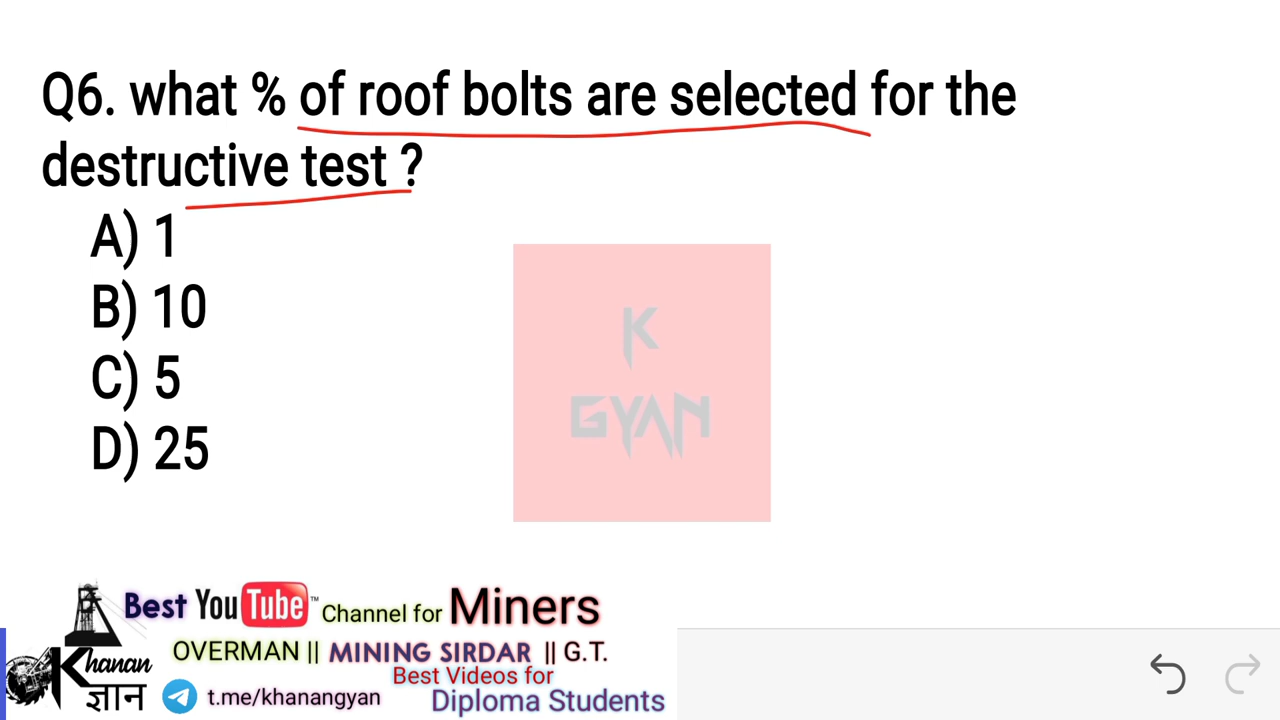 Q6. what % of roof bolts are selected for the
destructive test ?
A) 1
B) 10
C) 5
D) 25
K
GYAN
Best YouTube™ Channel for Miners
OVERMAN || MINING SIRDAR || G.T.
Khanan
ज्ञान
Best Videos for
t.me/khanangyan
Diploma Students